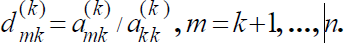 d_{mk}^{(k)} = a_{mk}^{(k)} / a_{kk}^{(k)}, m = k+1, ..., n.